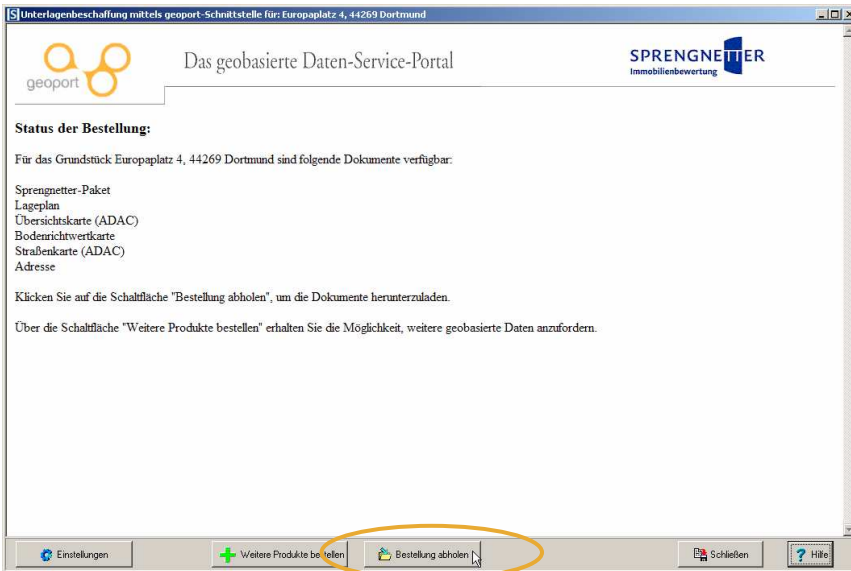 Unterlagenbeschaffung mittels geoport-Schnittstelle für: Europaplatz 4, 44269 Dortmund
geoport
Das geobasierte Daten-Service-Portal
SPRENGNETTER
Immobilienbewertung
Status der Bestellung:
Für das Grundstück Europaplatz 4, 44269 Dortmund sind folgende Dokumente verfügbar:
Sprengnetter-Paket
Lageplan
Übersichtskarte (ADAC)
Bodenrichtwertkarte
Straßenkarte (ADAC)
Adresse
Klicken Sie auf die Schaltfläche "Bestellung abholen", um die Dokumente herunterzuladen.
Über die Schaltfläche "Weitere Produkte bestellen" erhalten Sie die Möglichkeit, weitere geobasierte Daten anzufordern.
Einstellungen
Weitere Produkte bestellen
Bestellung abholen
Schließen
Hilfe